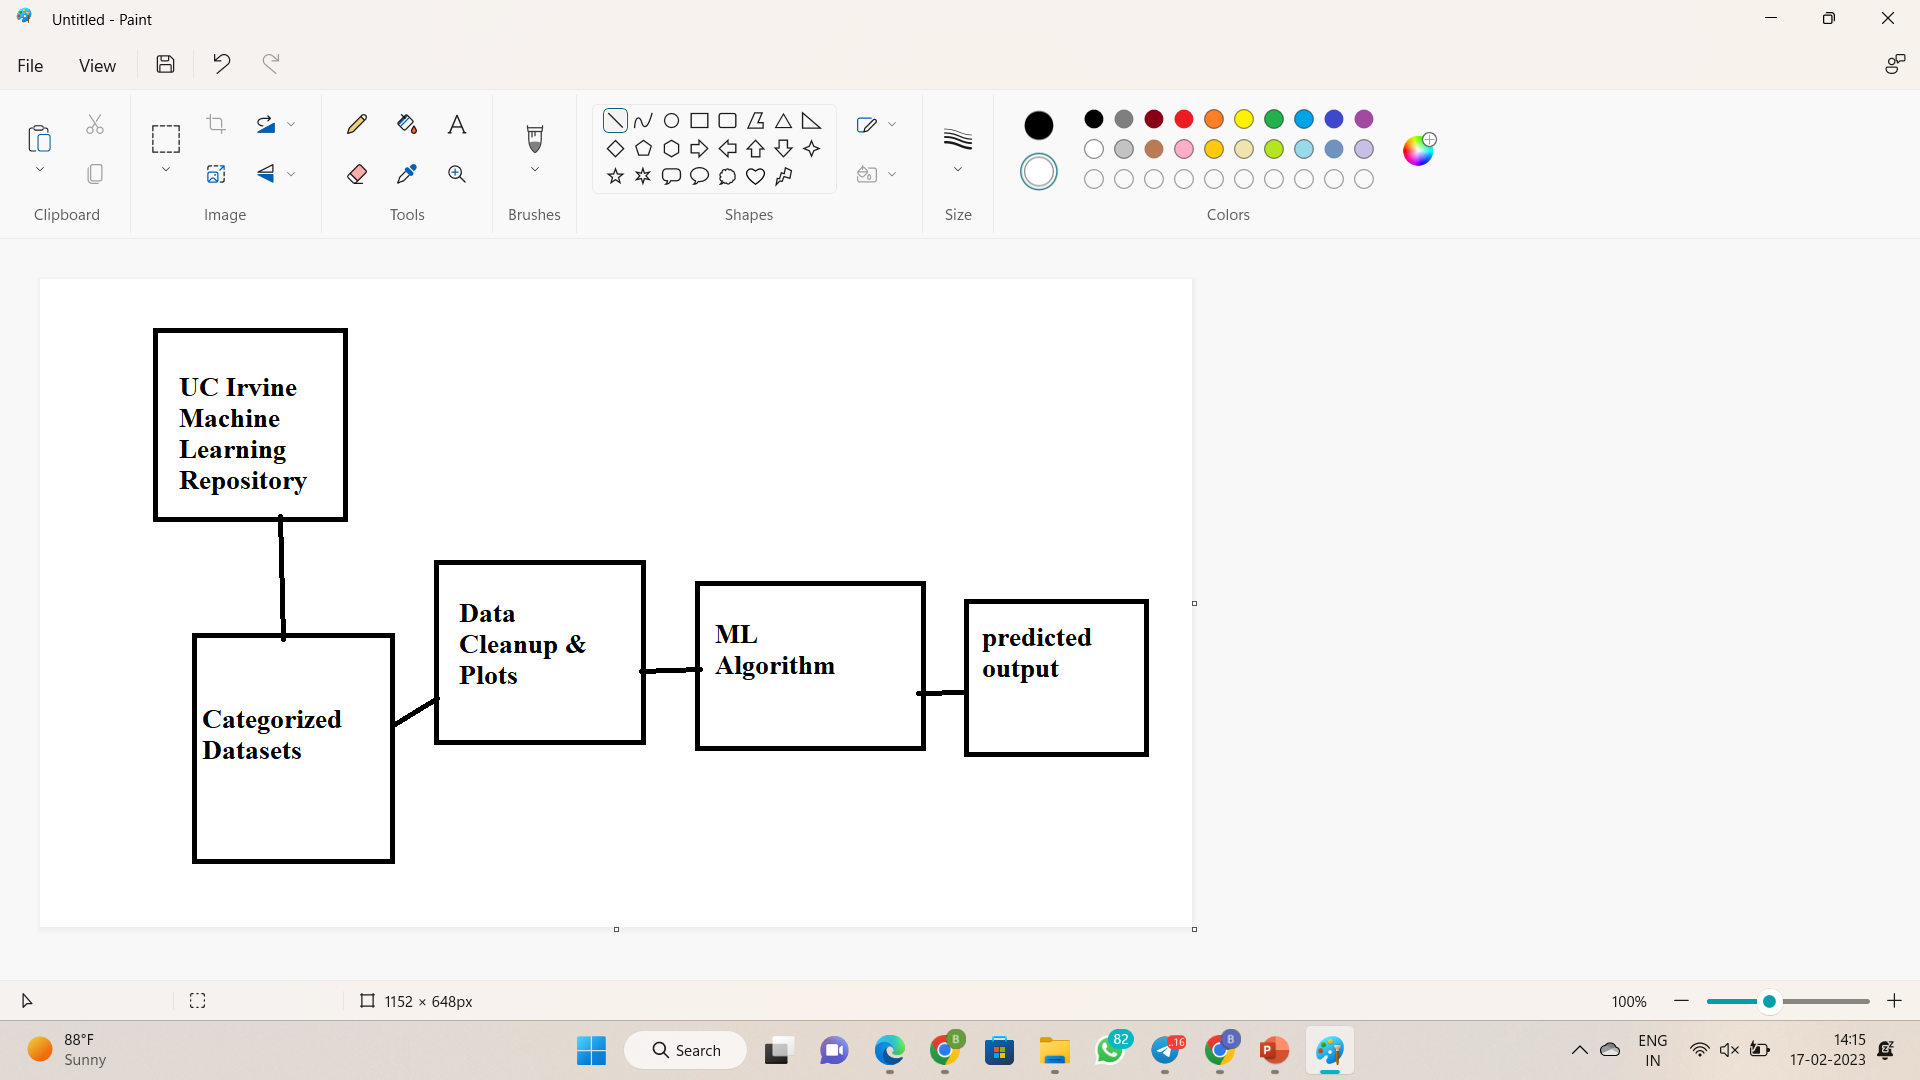 Untitled - Paint
File
View
Clipboard
Image
Tools
Brushes
Shapes
Size
Colors
UC Irvine
Machine
Learning
Repository
Data
Cleanup &
Plots
ML
Algorithm
predicted
output
Categorized
Datasets
1152 × 648px
100%
88°F
Sunny
Search
B
82
..16
B
P
ENG
IN
14:15
17-02-2023